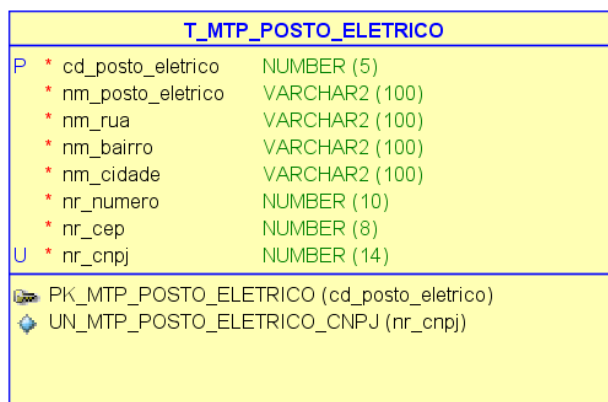 T_MTP_POSTO_ELETRICO
P * cd_posto_eletrico NUMBER (5)
* nm_posto_eletrico VARCHAR2 (100)
* nm_rua VARCHAR2 (100)
* nm_bairro VARCHAR2 (100)
* nm_cidade VARCHAR2 (100)
* nr_numero NUMBER (10)
* nr_cep NUMBER (8)
U * nr_cnpj NUMBER (14)
PK_MTP_POSTO_ELETRICO (cd_posto_eletrico)
UN_MTP_POSTO_ELETRICO_CNPJ (nr_cnpj)